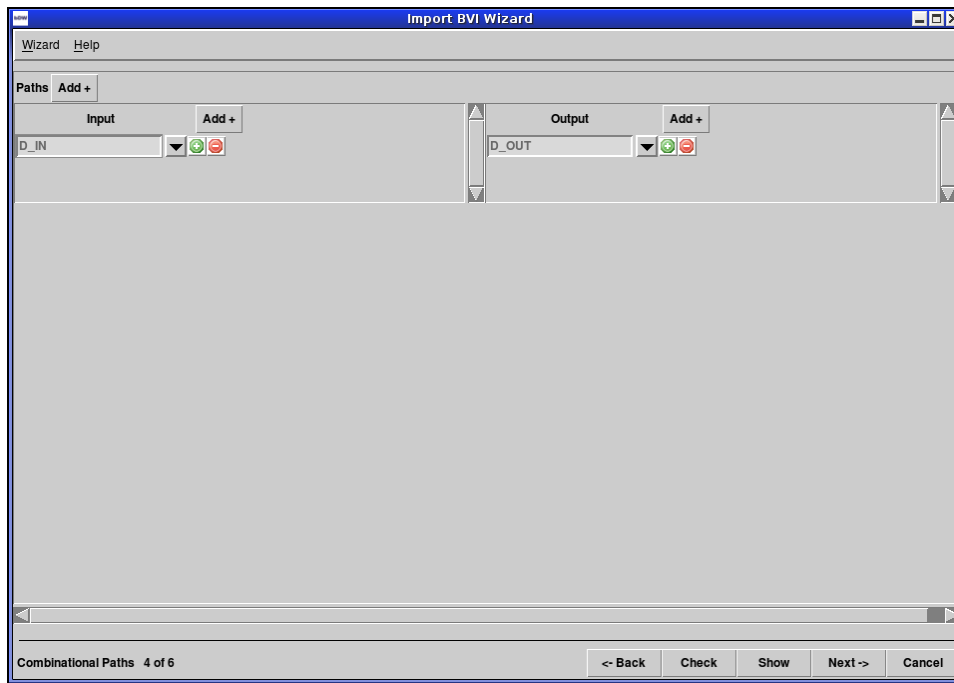 Import BVI Wizard
Wizard Help
Paths Add +
Input Add + Output Add +
D_IN D_OUT
Combinational Paths 4 of 6 <- Back Check Show Next -> Cancel